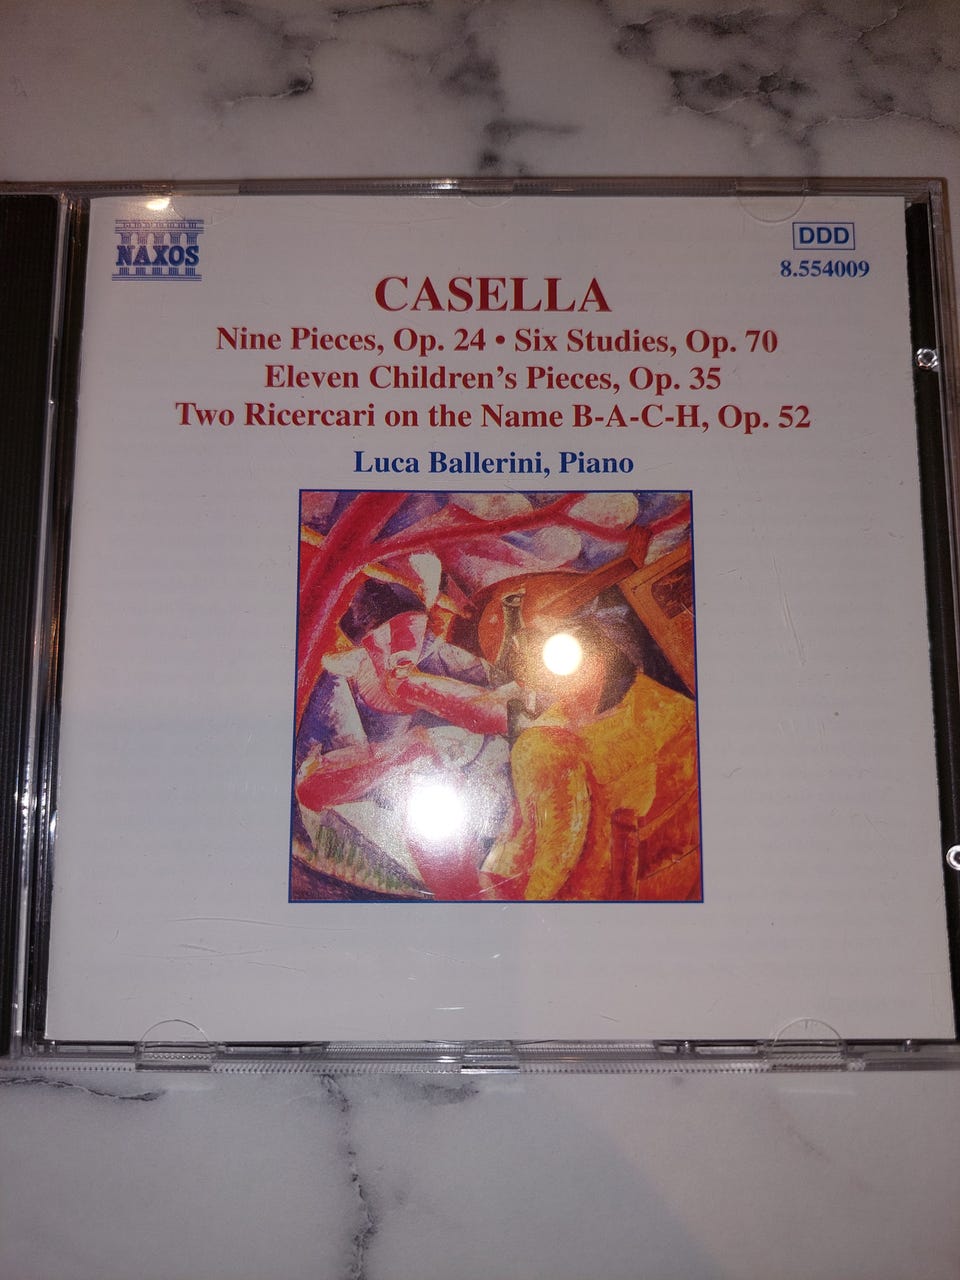 NAXOS
DDD
8.554009
CASELLA
Nine Pieces, Op. 24 • Six Studies, Op. 70
Eleven Children's Pieces, Op. 35
Two Ricercari on the Name B-A-C-H, Op. 52
Luca Ballerini, Piano